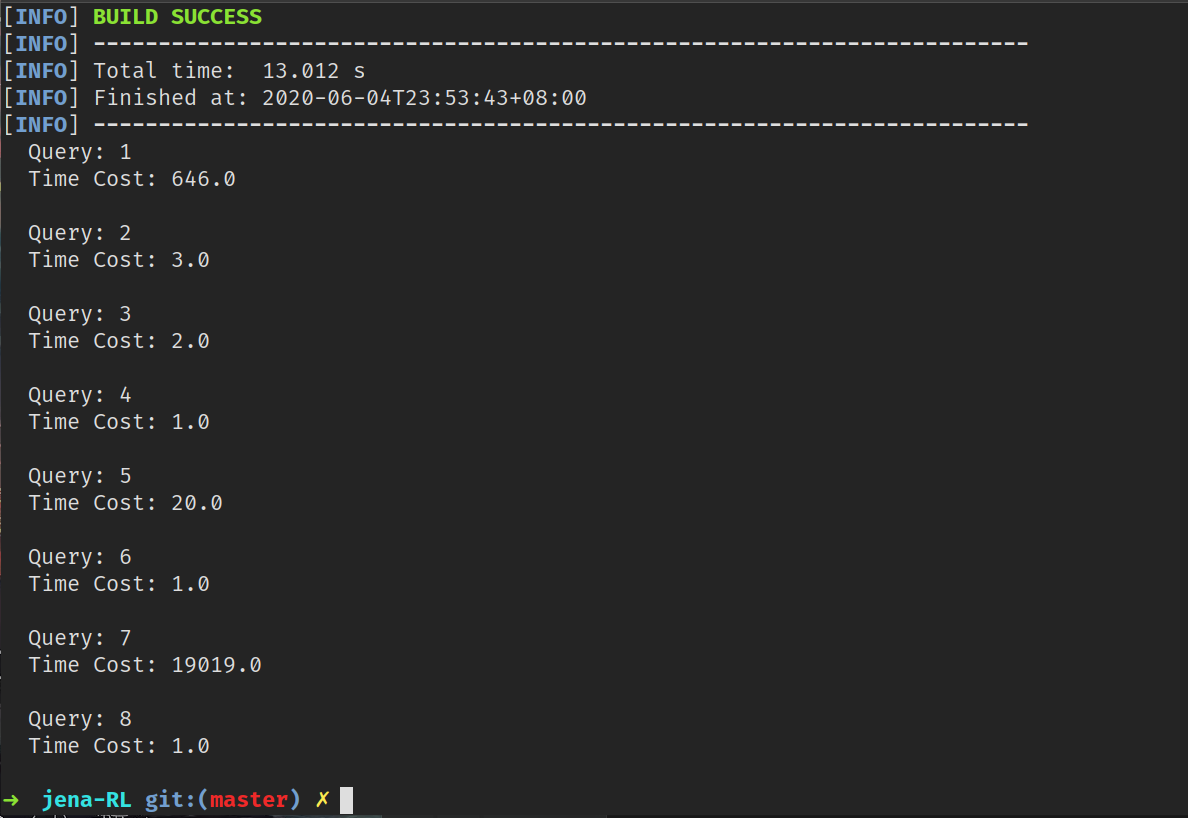 [INFO] BUILD SUCCESS
[INFO] ------------------------------------------------------------------------
[INFO] Total time:  13.012 s
[INFO] Finished at: 2020-06-04T23:53:43+08:00
[INFO] ------------------------------------------------------------------------
Query: 1
Time Cost: 646.0
Query: 2
Time Cost: 3.0
Query: 3
Time Cost: 2.0
Query: 4
Time Cost: 1.0
Query: 5
Time Cost: 20.0
Query: 6
Time Cost: 1.0
Query: 7
Time Cost: 19019.0
Query: 8
Time Cost: 1.0
➜  jena-RL git:(master) ✗